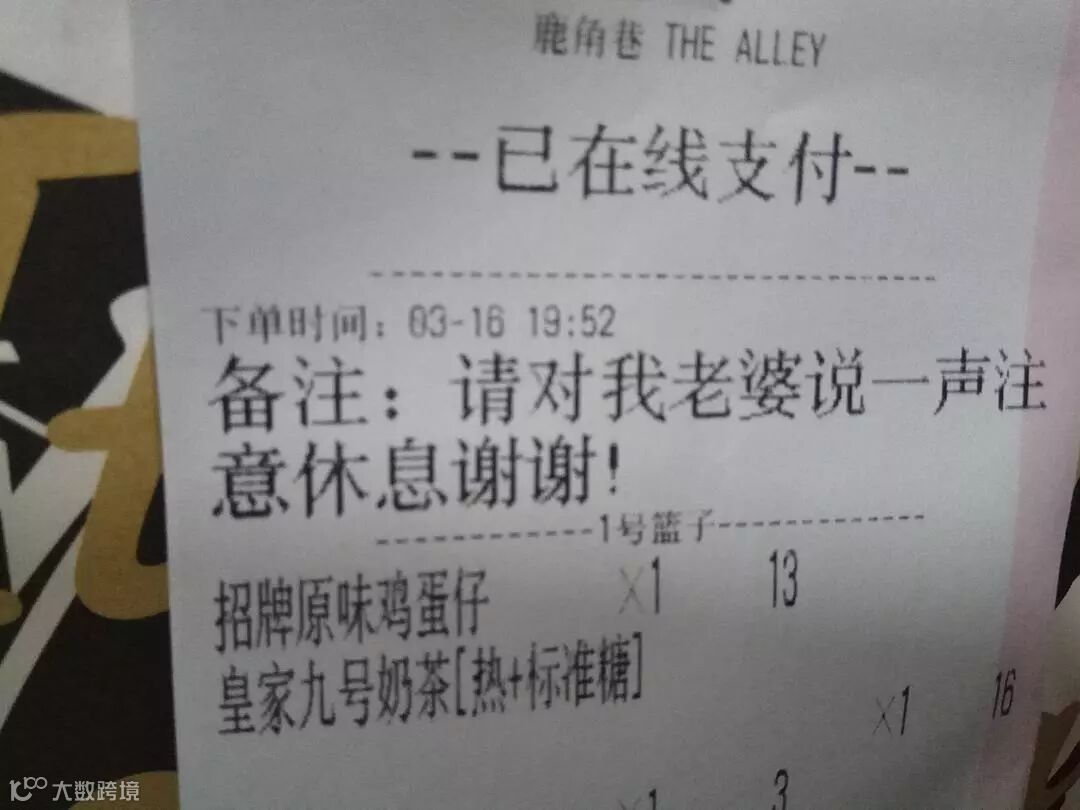 鹿角巷 THE ALLEY
--已在线支付--
下单时间：03-16 19:52
备注：请对我老婆说一声注
意休息谢谢！
1号篮子
招牌原味鸡蛋仔 X1 13
皇家九号奶茶[热+标准糖]
X1 16
x1 3
大数跨境